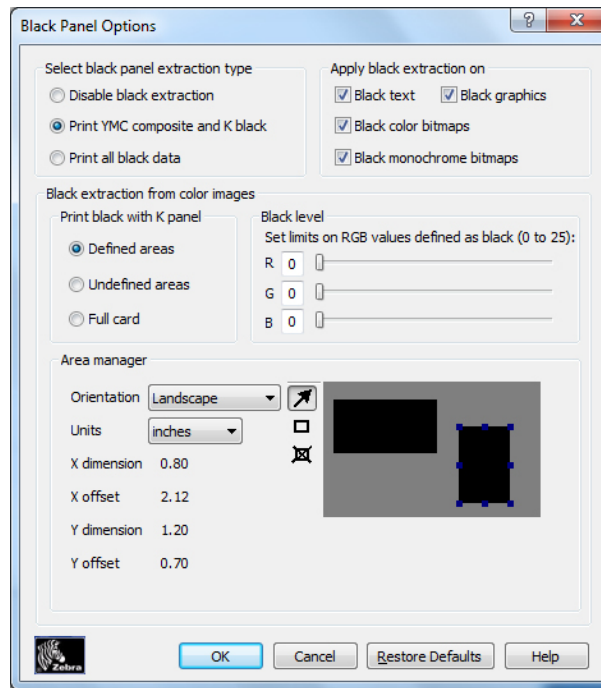 Black Panel Options
Select black panel extraction type
Disable black extraction
Print YMC composite and K black
Print all black data
Apply black extraction on
Black text
Black graphics
Black color bitmaps
Black monochrome bitmaps
Black extraction from color images
Print black with K panel
Defined areas
Undefined areas
Full card
Black level
Set limits on RGB values defined as black (0 to 25):
R 0
G 0
B 0
Area manager
Orientation Landscape
Units inches
X dimension 0.80
X offset 2.12
Y dimension 1.20
Y offset 0.70
Zebra
OK
Cancel
Restore Defaults
Help